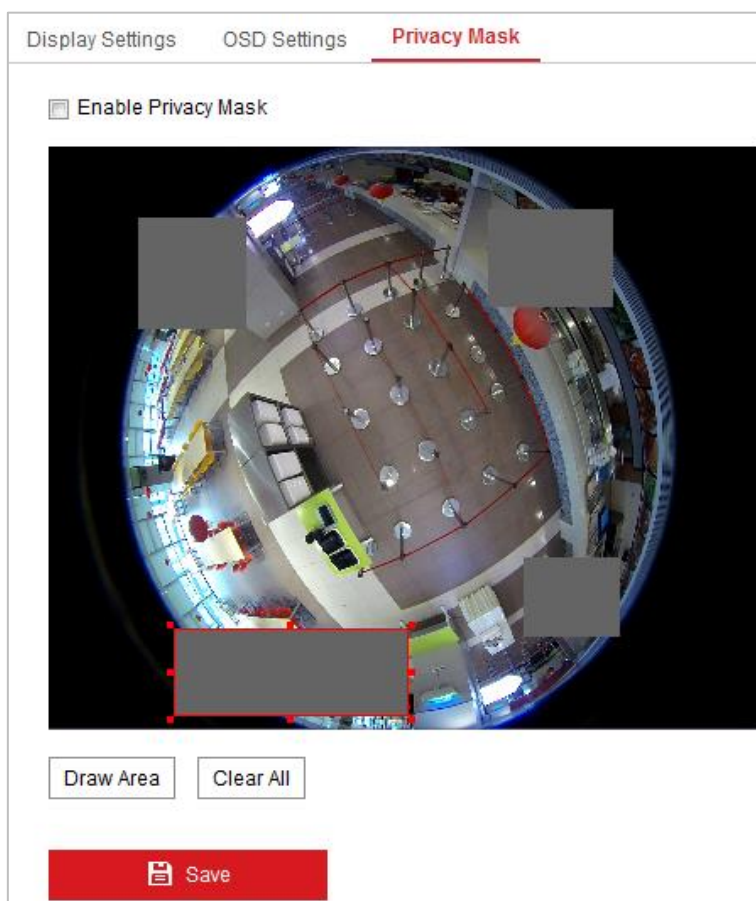 Display Settings OSD Settings Privacy Mask
Enable Privacy Mask
Draw Area Clear All
Save